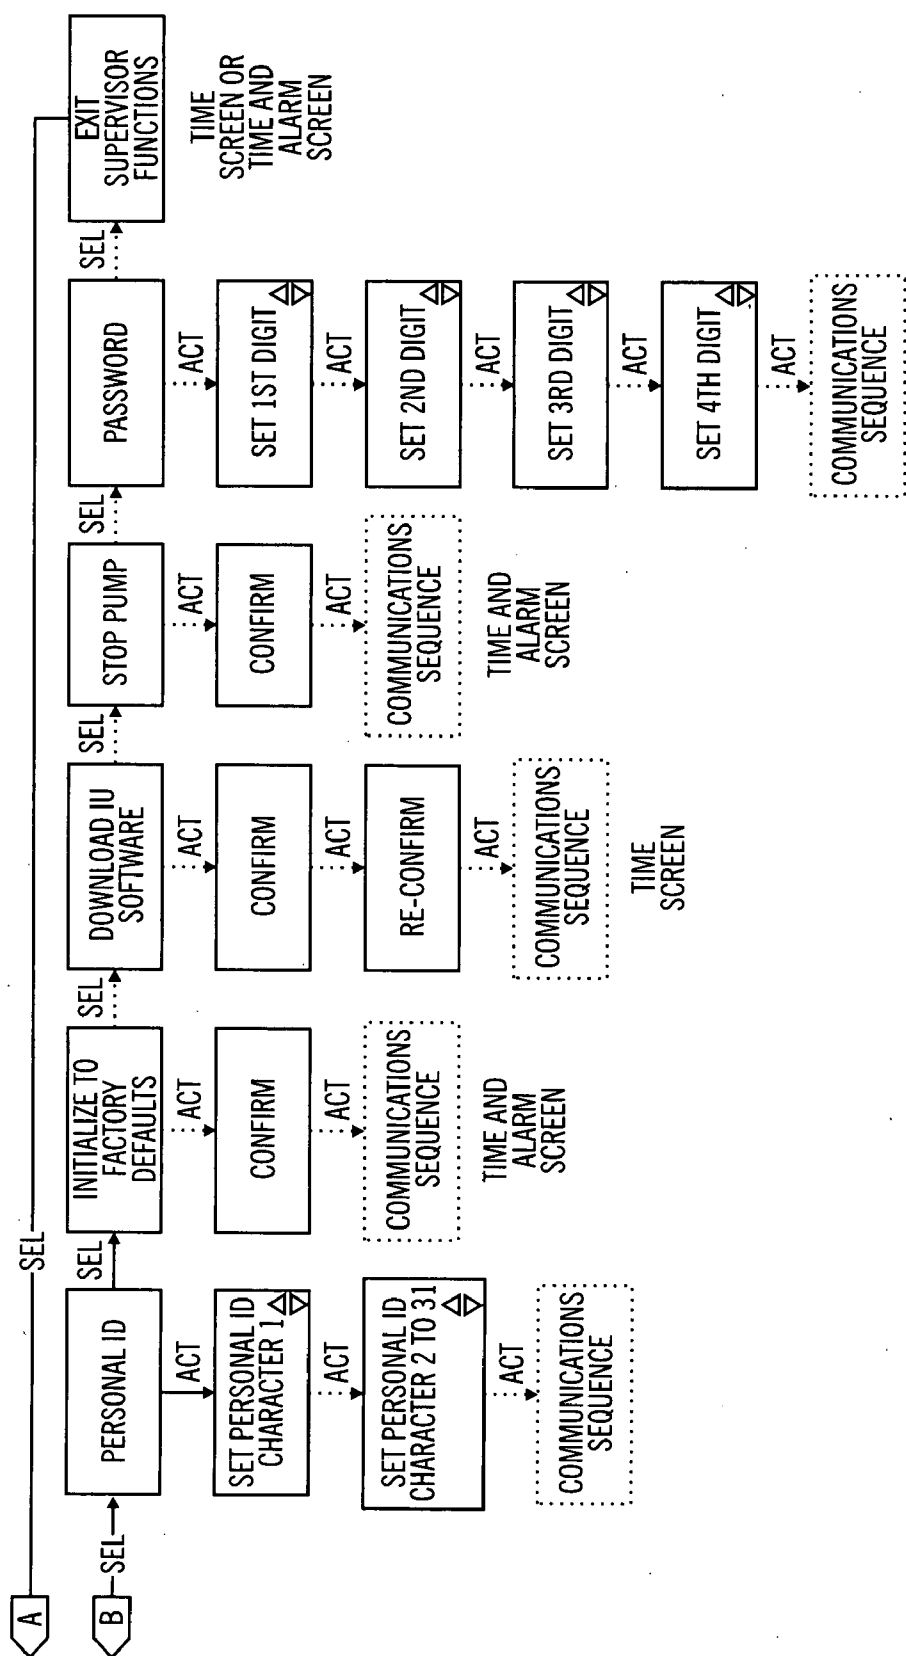 A
SEL
B
SEL
PERSONAL ID
ACT
SET PERSONAL ID
CHARACTER 1
ACT
SET PERSONAL ID
CHARACTER 2 TO 31
ACT
COMMUNICATIONS
SEQUENCE
SEL
INITIALIZE TO
FACTORY
DEFAULTS
ACT
CONFIRM
ACT
COMMUNICATIONS
SEQUENCE
TIME AND
ALARM
SCREEN
SEL
DOWNLOAD IU
SOFTWARE
ACT
CONFIRM
ACT
RE-CONFIRM
ACT
COMMUNICATIONS
SEQUENCE
TIME
SCREEN
SEL
STOP PUMP
ACT
CONFIRM
ACT
COMMUNICATIONS
SEQUENCE
TIME AND
ALARM
SCREEN
SEL
PASSWORD
ACT
SET 1ST DIGIT
ACT
SET 2ND DIGIT
ACT
SET 3RD DIGIT
ACT
SET 4TH DIGIT
ACT
COMMUNICATIONS
SEQUENCE
SEL
EXIT
SUPERVISOR
FUNCTIONS
TIME
SCREEN OR
TIME AND
ALARM
SCREEN